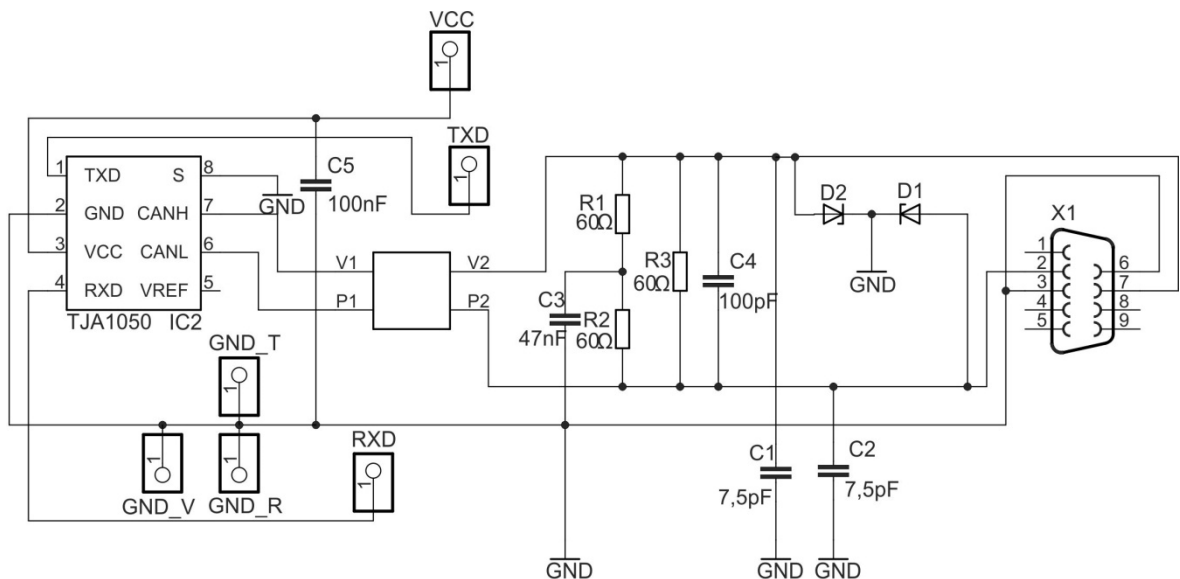 VCC
1
TXD
1
C5
100nF
1 TXD S 8
2 GND CANH 7
3 VCC CANL 6
4 RXD VREF 5
TJA1050 IC2
GND
V1 V2
P1 P2
R1
60Ω
R2
60Ω
R3
60Ω
C3
47nF
C4
100pF
D2 D1
GND
X1
1
2
3
4
5
6
7
8
9
GND_T
1
1
GND_V
1
GND_R
RXD
1
C1
7,5pF
C2
7,5pF
GND
GND
GND